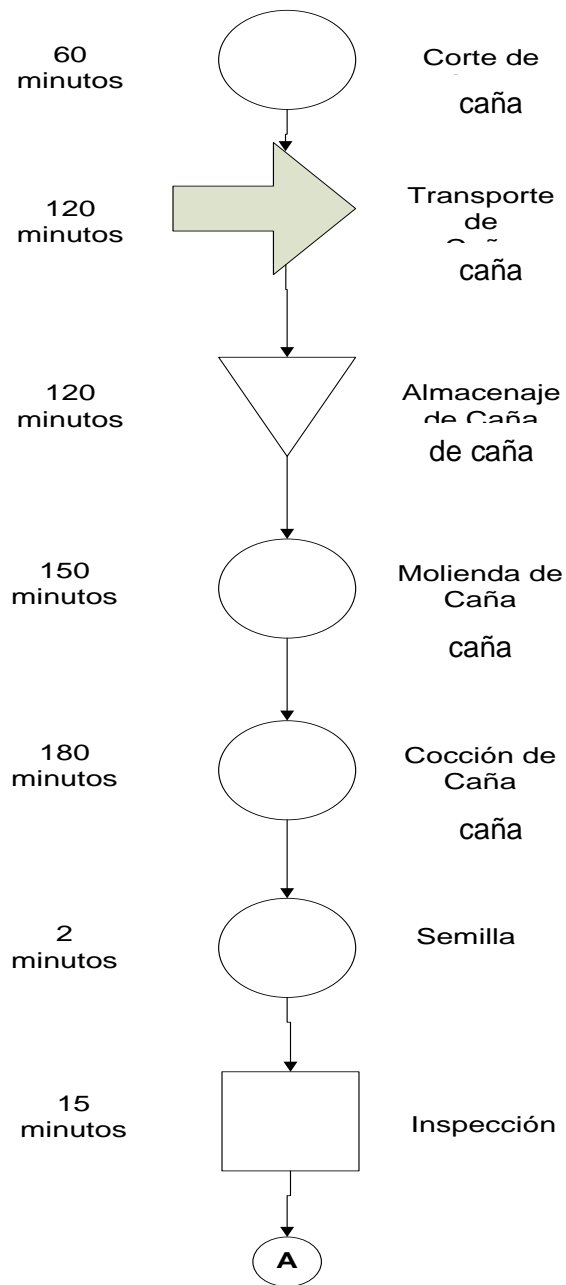 60
minutos
Corte de
caña
120
minutos
Transporte
de
caña
120
minutos
Almacenaje
de Caña
de caña
150
minutos
Molienda de
Caña
caña
180
minutos
Cocción de
Caña
caña
2
minutos
Semilla
15
minutos
Inspección
A